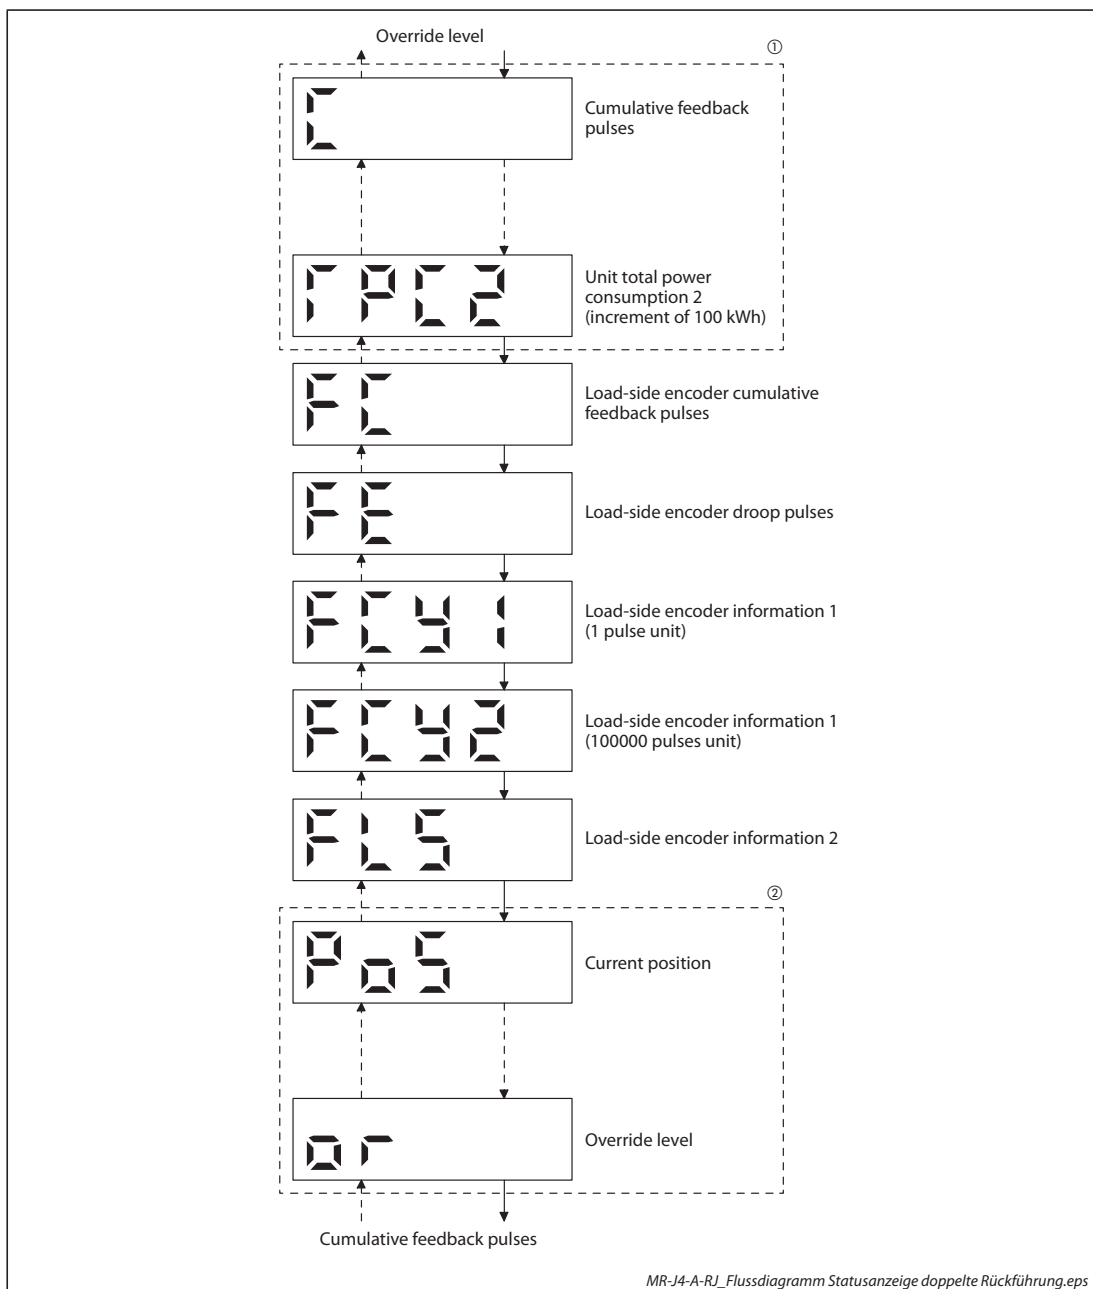 Override level
①
C
Cumulative feedback
pulses
TPC2
Unit total power
consumption 2
(increment of 100 kWh)
FC
Load-side encoder cumulative
feedback pulses
FE
Load-side encoder droop pulses
FCy1
Load-side encoder information 1
(1 pulse unit)
FCy2
Load-side encoder information 1
(100000 pulses unit)
FLS
Load-side encoder information 2
②
PoS
Current position
or
Override level
Cumulative feedback pulses
MR-J4-A-RJ_Flussdiagramm Statusanzeige doppelte Rückführung.eps